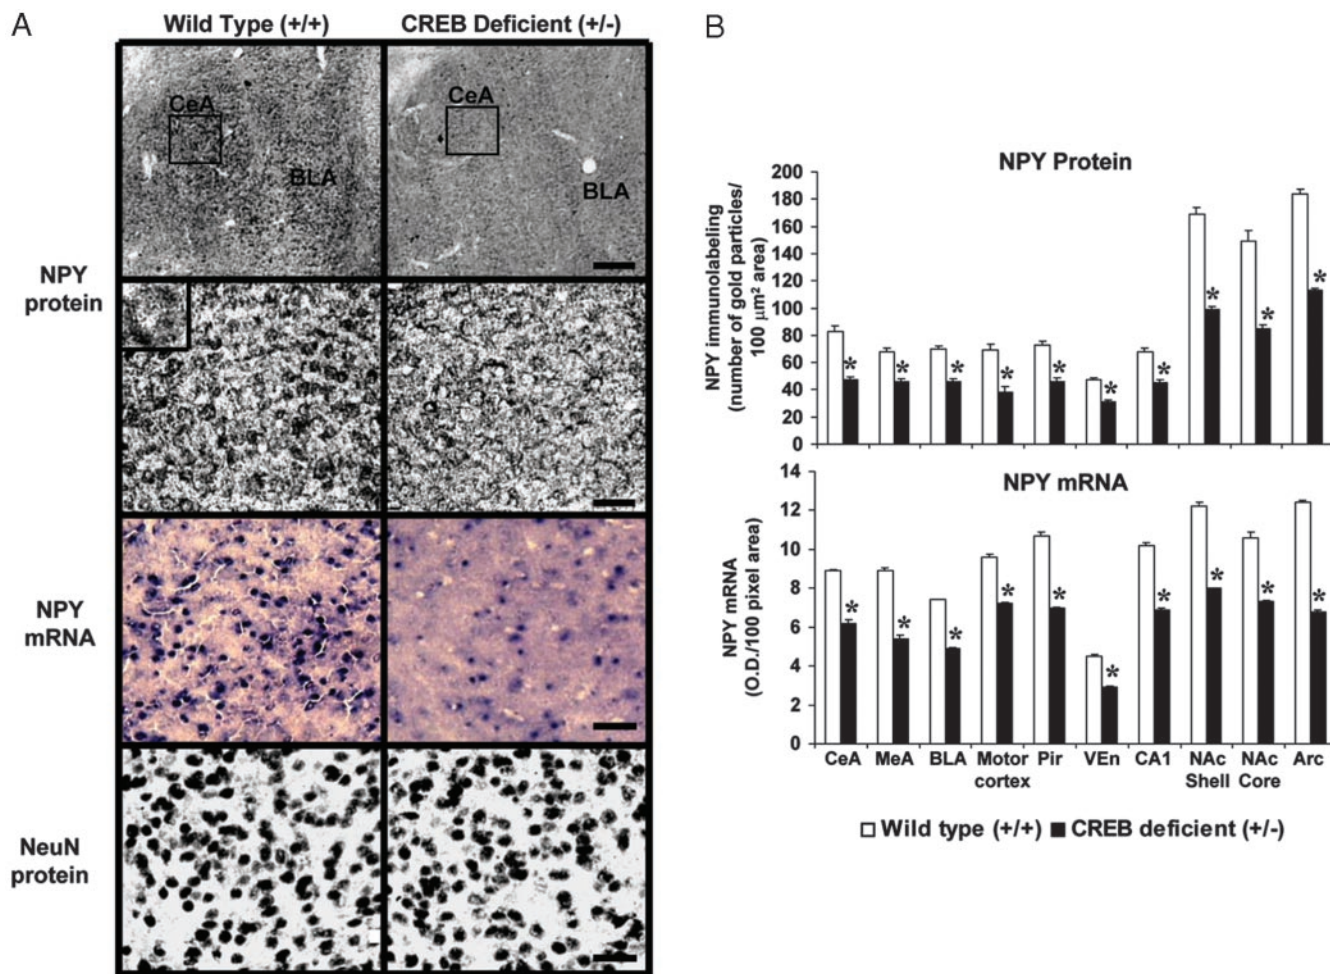 A
Wild Type (+/+) CREB Deficient (+/-)
CeA
BLA
CeA
BLA
NPY
protein
NPY
mRNA
NeuN
protein
B
NPY Protein
NPY immunolabeling
(number of gold particles/
100 μm² area)
200
180
160
140
120
100
80
60
40
20
0
* * * * * * * * * *
NPY mRNA
NPY mRNA
(O.D./100 pixel area)
14
12
10
8
6
4
2
0
* * * * * * * * * *
CeA MeA BLA Motor Pir VEn CA1 NAc NAc Arc
cortex Shell Core
Wild type (+/+) CREB deficient (+/-)